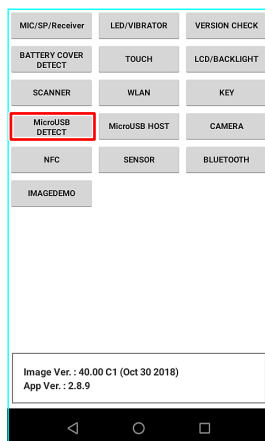 MIC/SP/Receiver
LED/VIBRATOR
VERSION CHECK
BATTERY COVER
DETECT
TOUCH
LCD/BACKLIGHT
SCANNER
WLAN
KEY
MicroUSB
DETECT
MicroUSB HOST
CAMERA
NFC
SENSOR
BLUETOOTH
IMAGEDEMO
Image Ver. : 40.00 C1 (Oct 30 2018)
App Ver. : 2.8.9